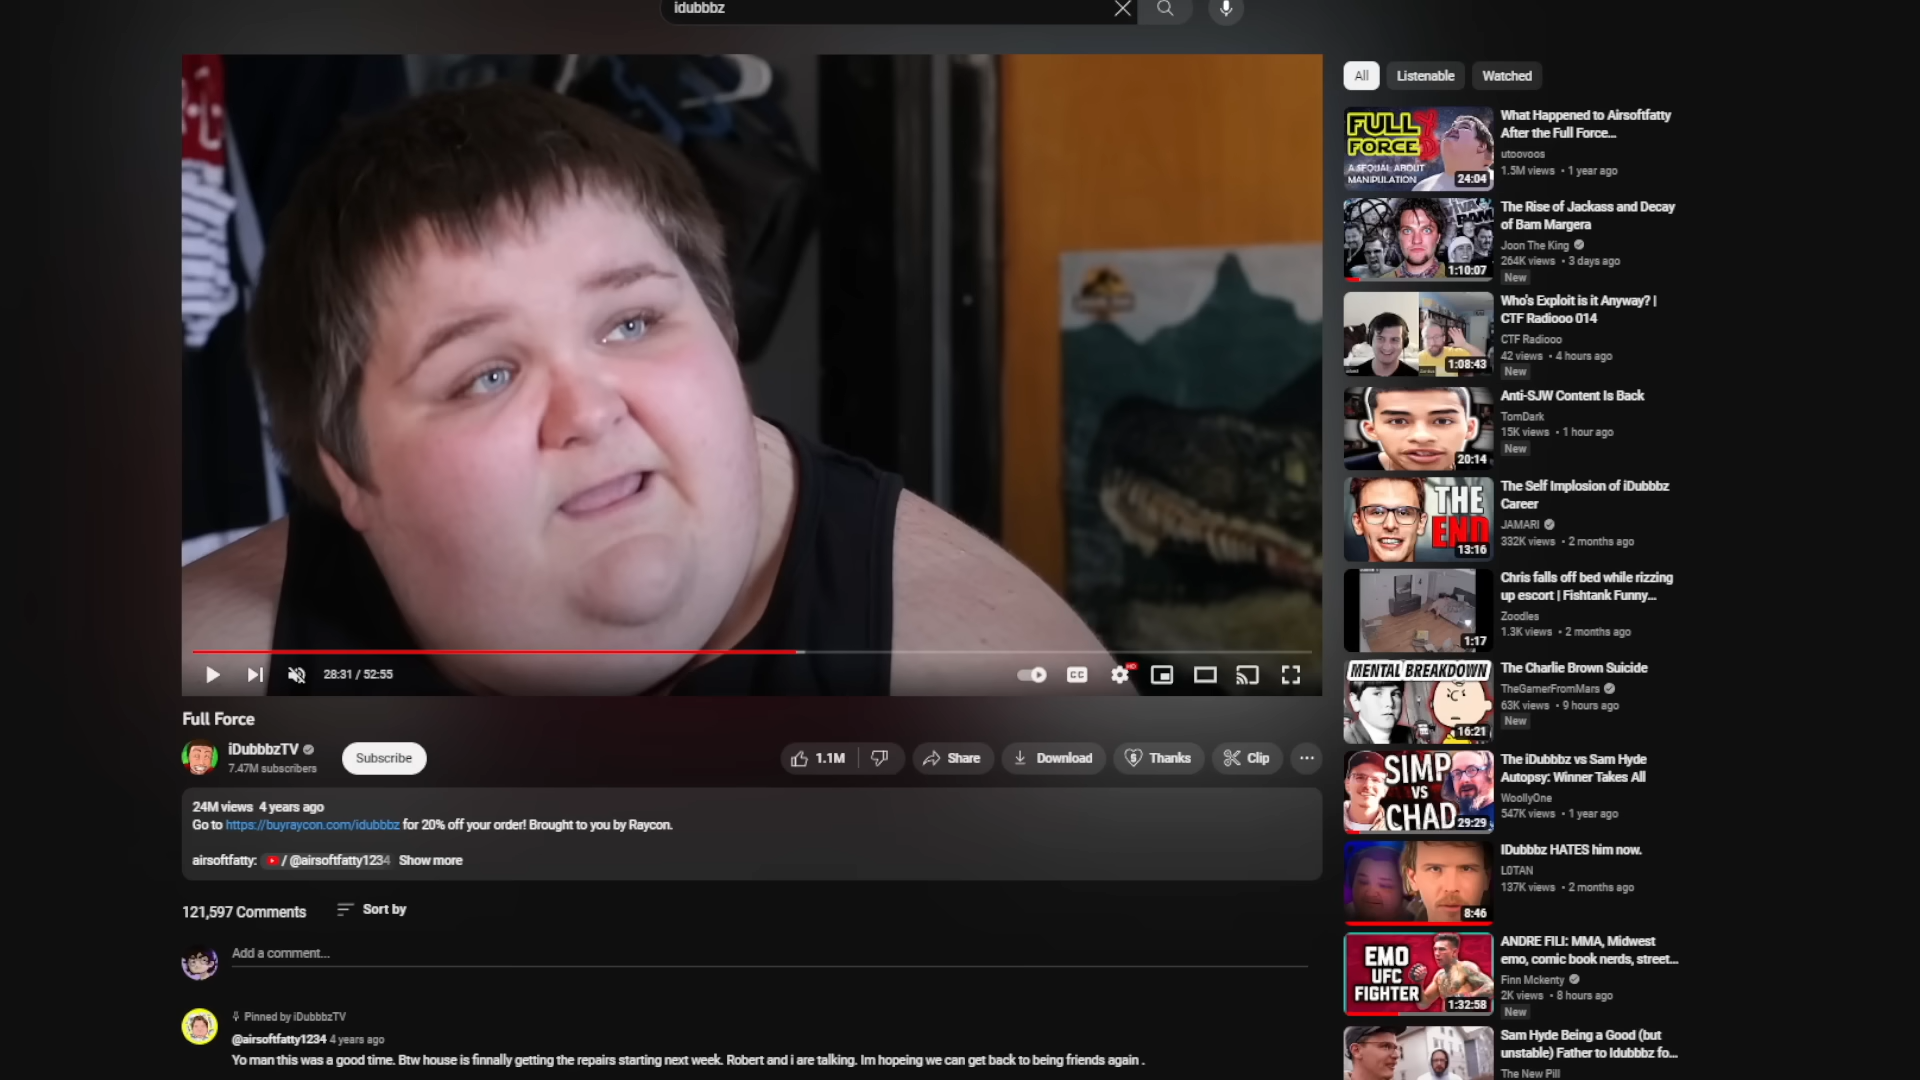 idubbbz
28:31 / 52:55
CC
HD
Full Force
iDubbbzTV
7.47M subscribers
Subscribe
1.1M
Share
Download
Thanks
Clip
24M views 4 years ago
Go to https://buyraycon.com/idubbbz for 20% off your order! Brought to you by Raycon.
airsoftfatty: / @airsoftfatty1234 Show more
121,597 Comments
Sort by
Add a comment...
Pinned by iDubbbzTV
@airsoftfatty1234 4 years ago
Yo man this was a good time. Btw house is finnally getting the repairs starting next week. Robert and i are talking. Im hopeing we can get back to being friends again .
All
Listenable
Watched
FULL
FORCE
A SEQUAL ABOUT
MANIPULATION
24:04
What Happened to Airsoftfatty
After the Full Force...
utoovoos
1.5M views • 1 year ago
1:10:07
The Rise of Jackass and Decay
of Bam Margera
Joon The King
264K views • 3 days ago
New
1:08:43
Who's Exploit is it Anyway? |
CTF Radiooo 014
CTF Radiooo
42 views • 4 hours ago
New
20:14
Anti-SJW Content Is Back
TomDark
15K views • 1 hour ago
New
THE
END
13:16
The Self Implosion of iDubbbz
Career
JAMARI
332K views • 2 months ago
1:17
Chris falls off bed while rizzing
up escort | Fishtank Funny...
Zoodles
1.3K views • 2 months ago
MENTAL BREAKDOWN
16:21
The Charlie Brown Suicide
TheGamerFromMars
63K views • 9 hours ago
New
SIMP
VS
CHAD
29:29
The iDubbbz vs Sam Hyde
Autopsy: Winner Takes All
WoollyOne
547K views • 1 year ago
8:46
IDubbbz HATES him now.
LOTAN
137K views • 2 months ago
EMO
UFC
FIGHTER
1:32:58
ANDRE FILI: MMA, Midwest
emo, comic book nerds, street...
Finn Mckenty
2K views • 8 hours ago
New
Sam Hyde Being a Good (but
unstable) Father to Idubbbz fo...
The New Pill